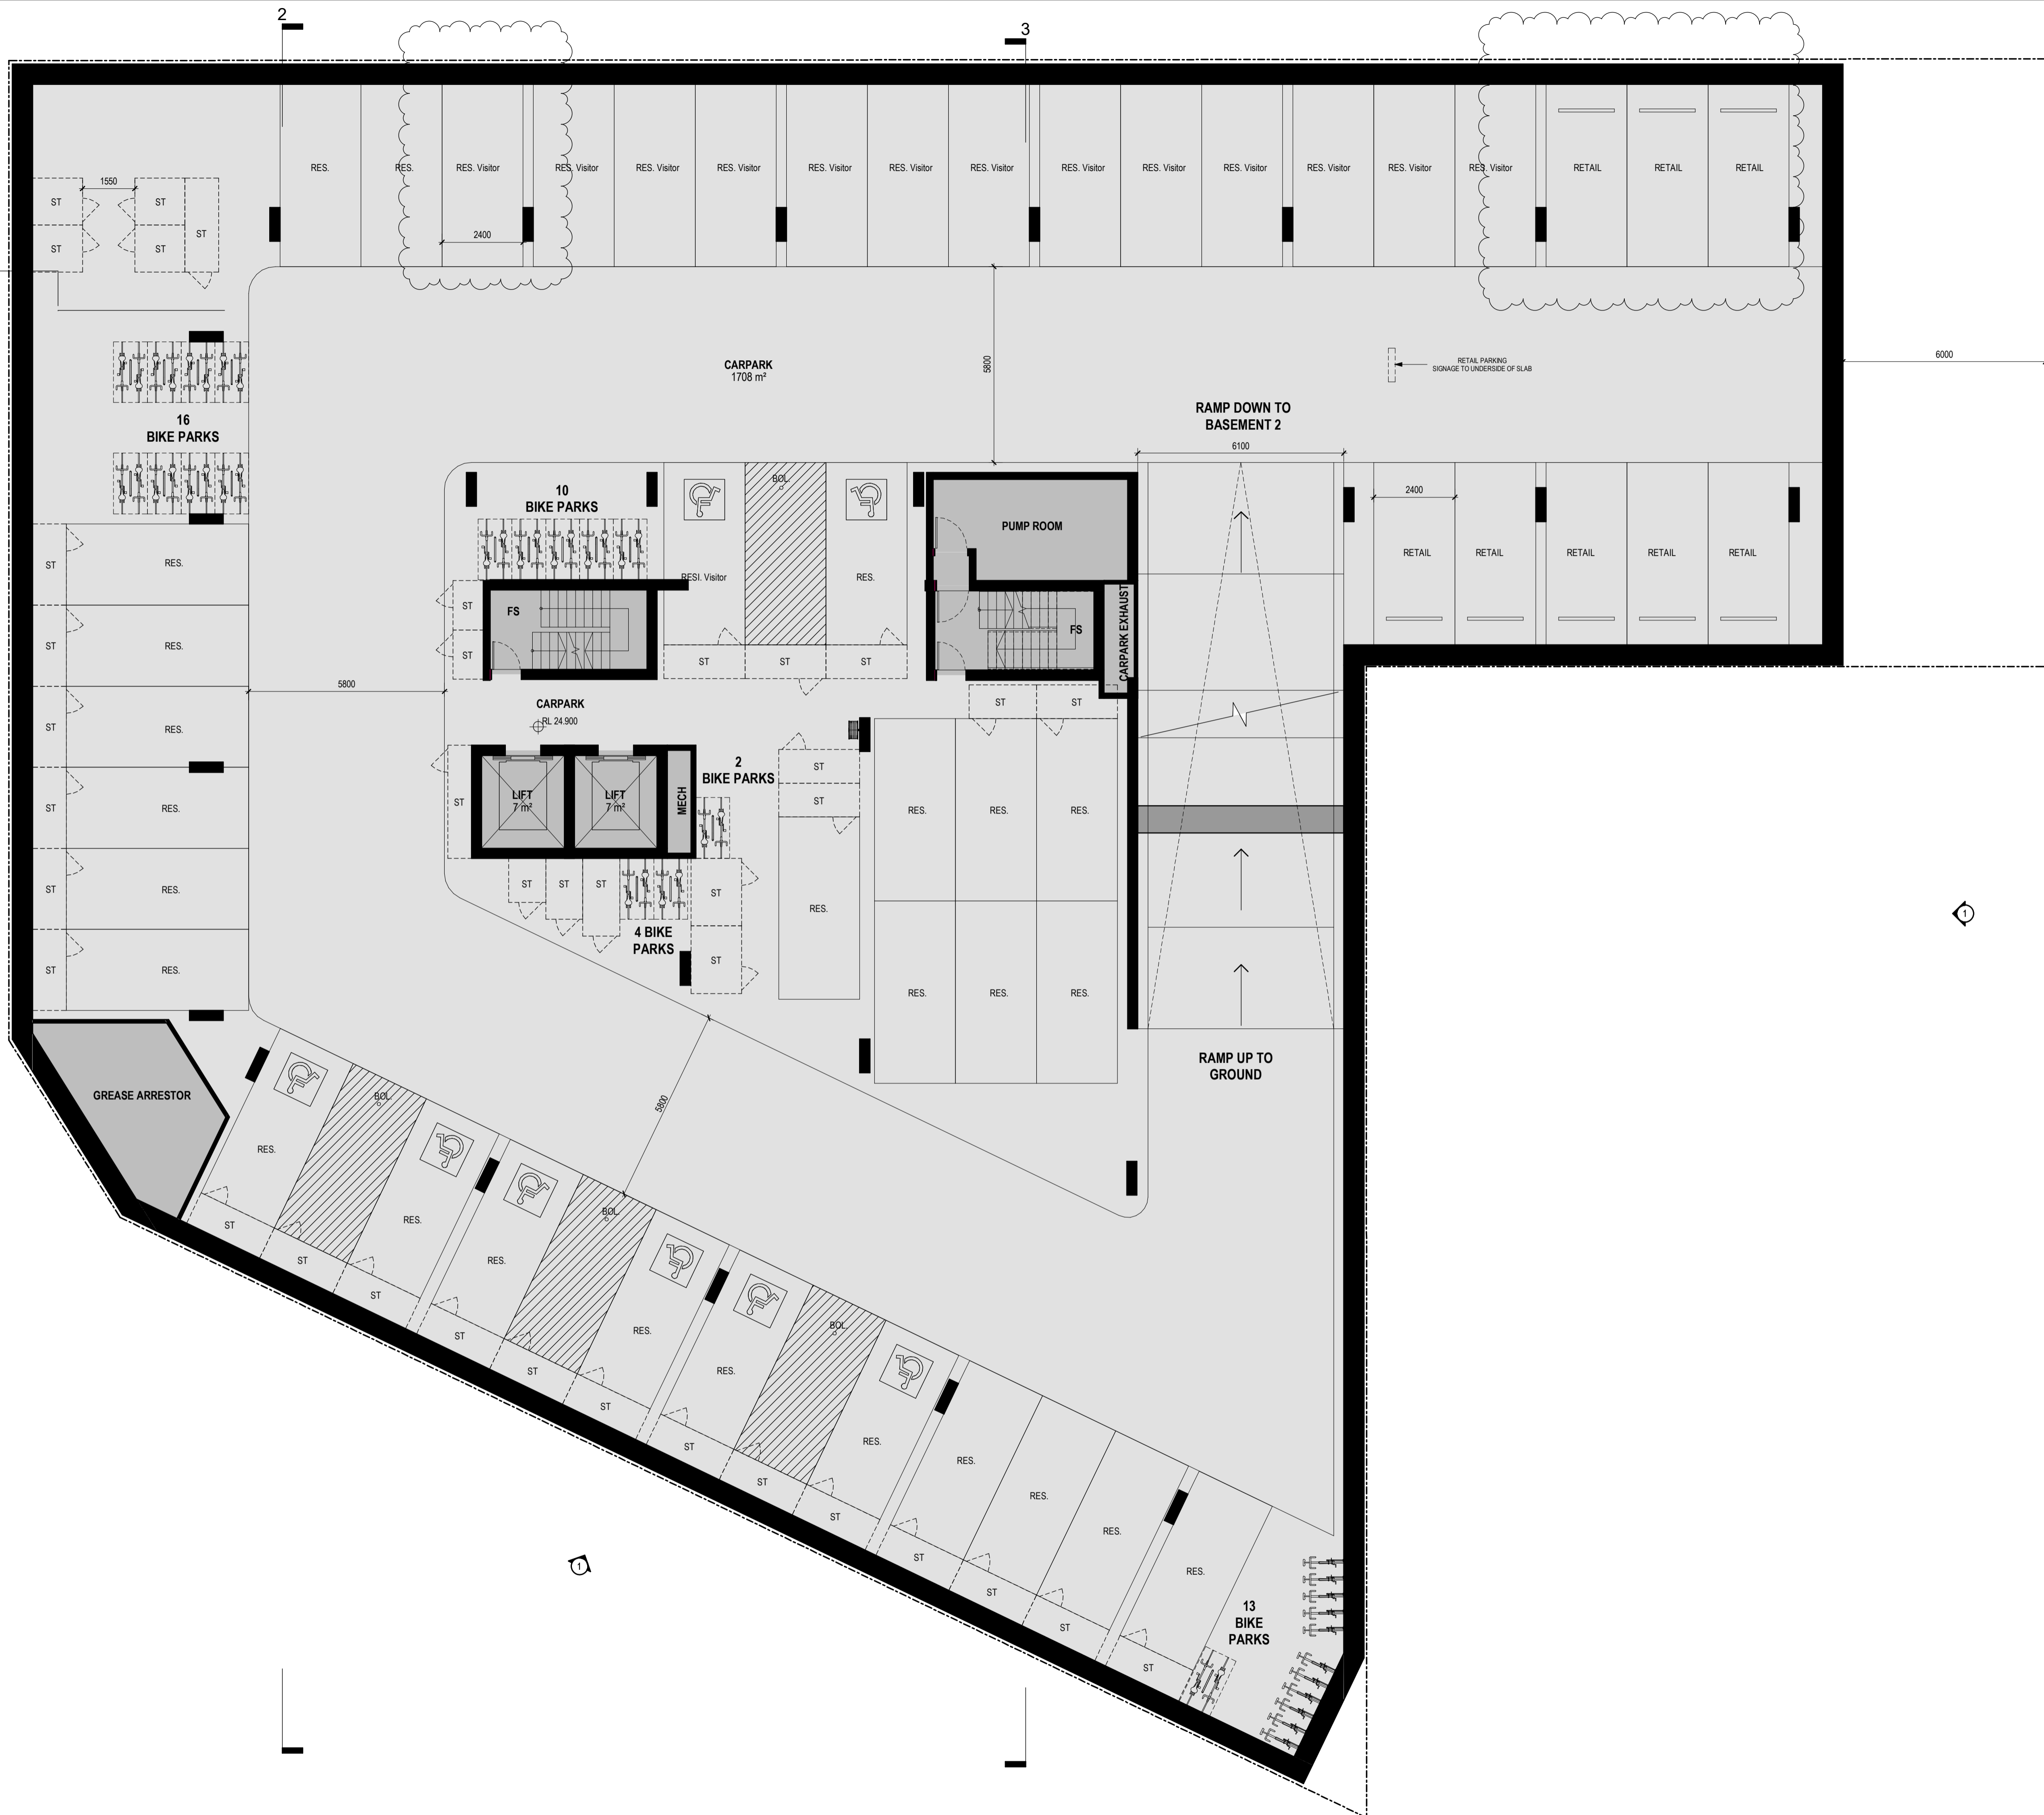 2
3
RES.
RES.
RES. Visitor
RES. Visitor
RES. Visitor
RES. Visitor
RES. Visitor
RES. Visitor
RES. Visitor
RES. Visitor
RES. Visitor
RES. Visitor
RES. Visitor
RES. Visitor
RES. Visitor
RETAIL
RETAIL
RETAIL
1550
ST
ST
ST
ST
ST
2400
CARPARK
1708 m²
5800
RETAIL PARKING
SIGNAGE TO UNDERSIDE OF SLAB
6000
16
BIKE PARKS
RAMP DOWN TO
BASEMENT 2
6100
10
BIKE PARKS
BOL.
RESI. Visitor
RES.
PUMP ROOM
2400
RETAIL
RETAIL
RETAIL
RETAIL
RETAIL
ST
RES.
ST
RES.
ST
RES.
ST
RES.
ST
RES.
ST
RES.
ST
ST
FS
ST
ST
ST
FS
CARPARK EXHAUST
5800
CARPARK
RL 24.900
ST
ST
ST
LIFT
7 m²
LIFT
7 m²
MECH
2
BIKE PARKS
ST
ST
RES.
RES.
RES.
RES.
ST
ST
ST
ST
4 BIKE
PARKS
ST
RES.
RES.
RES.
1
RAMP UP TO
GROUND
GREASE ARRESTOR
5800
BOL.
RES.
RES.
RES.
BOL.
RES.
RES.
BOL.
RES.
RES.
RES.
RES.
RES.
ST
ST
ST
ST
ST
ST
ST
ST
ST
ST
ST
ST
ST
1
13
BIKE
PARKS